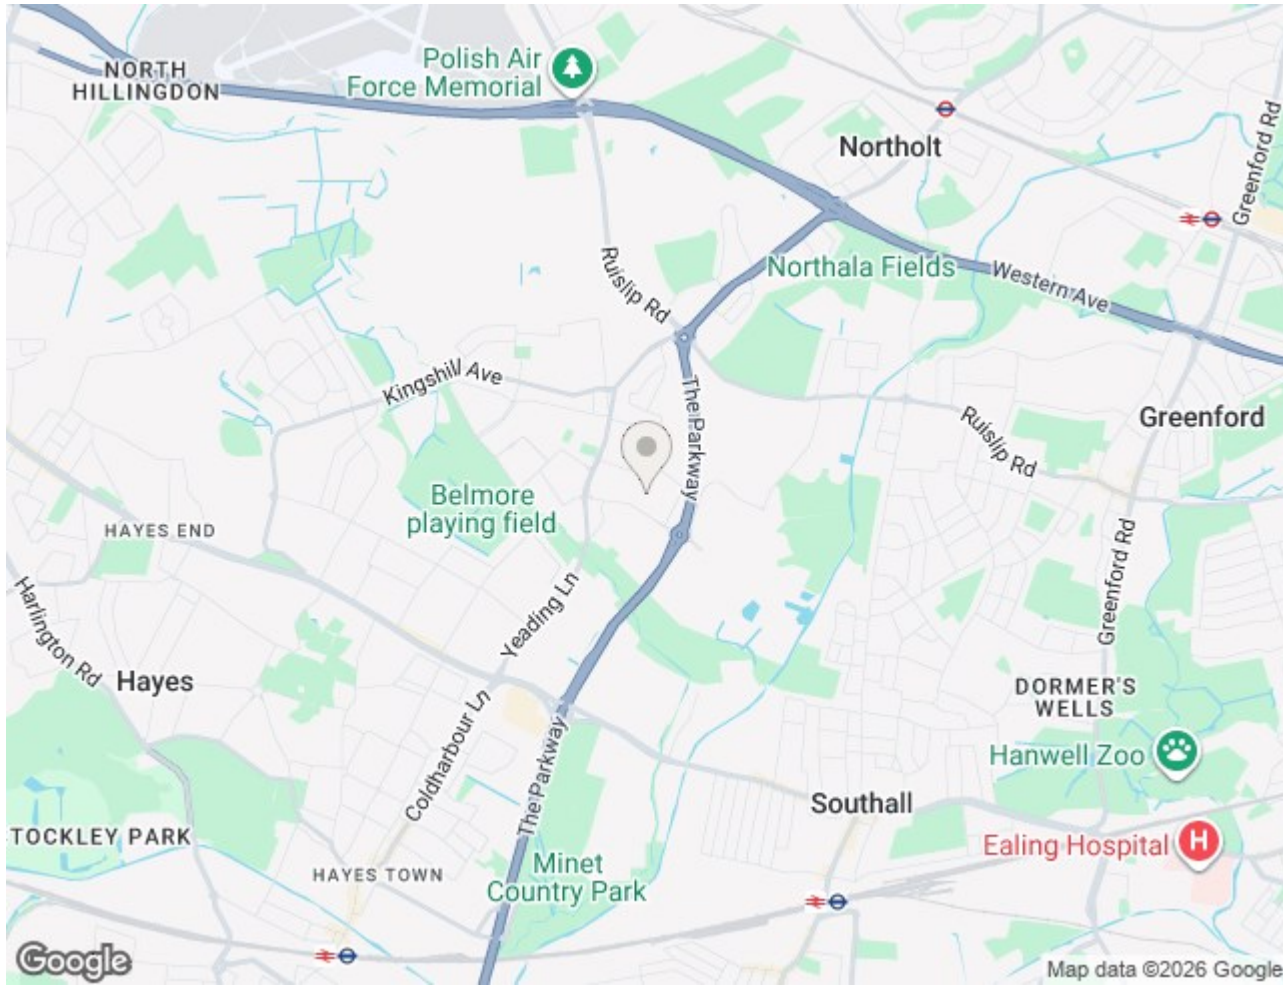 Polish Air
Force Memorial
NORTH
HILLINGDON
Northolt
Greenford Rd
Ruislip Rd
Northala Fields
Western Ave
Kingshill Ave
The Parkway
Ruislip Rd
Greenford
Belmore
playing field
HAYES END
Harlington Rd
Yeading Ln
Greenford Rd
Hayes
DORMER'S
WELLS
Coldharbour Ln
The Parkway
Hanwell Zoo
Southall
TOCKLEY PARK
Ealing Hospital
H
HAYES TOWN
Minet
Country Park
Google
Map data ©2026 Google